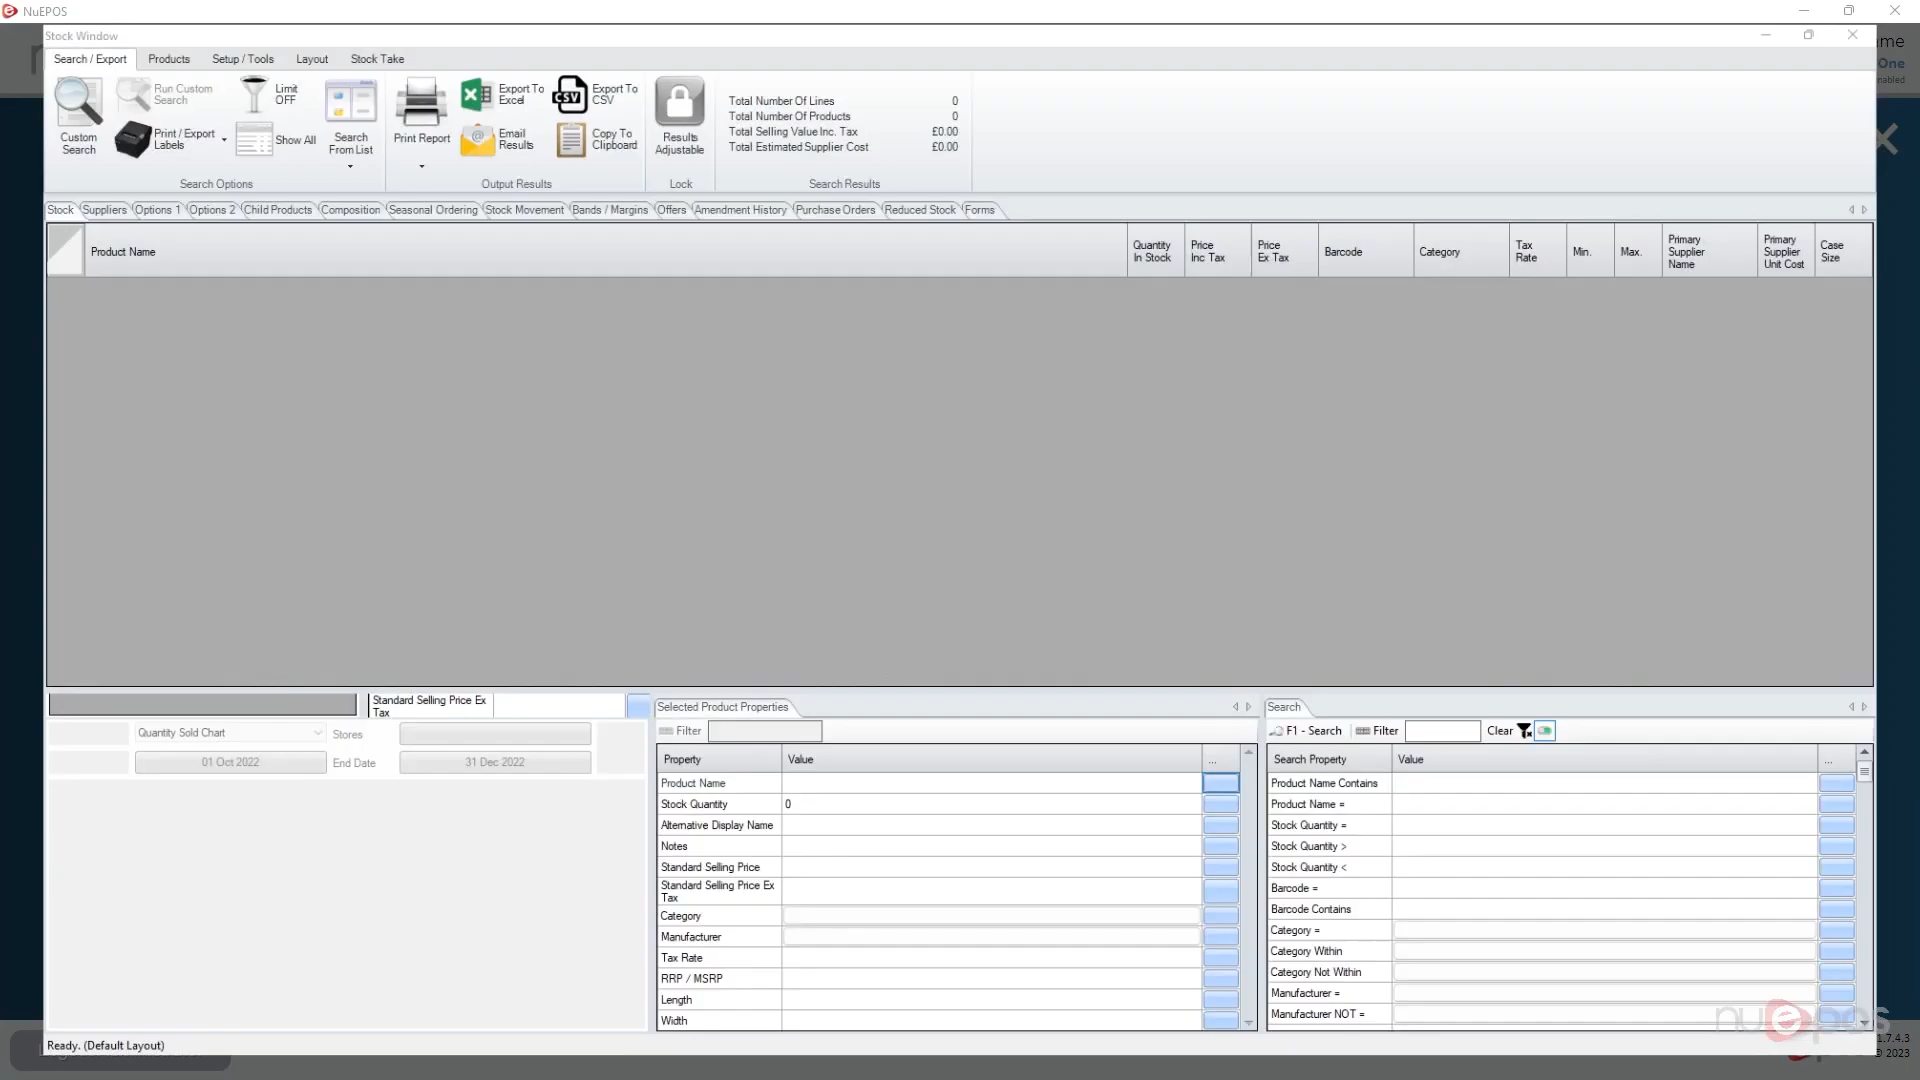 NuEPOS
Stock Window
Search / Export Products Setup / Tools Layout Stock Take
Custom Search
Run Custom Search
Print / Export Labels
Limit OFF
Show All
Search From List
Search Options
Print Report
Export To Excel
Email Results
Export To CSV
CSV
Copy To Clipboard
Output Results
Results Adjustable
Lock
Total Number Of Lines 0
Total Number Of Products 0
Total Selling Value Inc. Tax £0.00
Total Estimated Supplier Cost £0.00
Search Results
me
One
nabled
Stock Suppliers Options 1 Options 2 Child Products Composition Seasonal Ordering Stock Movement Bands / Margins Offers Amendment History Purchase Orders Reduced Stock Forms
Product Name Quantity In Stock Price Inc Tax Price Ex Tax Barcode Category Tax Rate Min. Max. Primary Supplier Name Primary Supplier Unit Cost Case Size
Standard Selling Price Ex Tax
Quantity Sold Chart Stores
01 Oct 2022 End Date 31 Dec 2022
Selected Product Properties
Filter
Property Value ...
Product Name
Stock Quantity 0
Alternative Display Name
Notes
Standard Selling Price
Standard Selling Price Ex Tax
Category
Manufacturer
Tax Rate
RRP / MSRP
Length
Width
Search
F1 - Search Filter Clear
Search Property Value ...
Product Name Contains
Product Name =
Stock Quantity =
Stock Quantity >
Stock Quantity <
Barcode =
Barcode Contains
Category =
Category Within
Category Not Within
Manufacturer =
Manufacturer NOT =
nuepos
Ready. (Default Layout)
1.7.4.3
© 2023